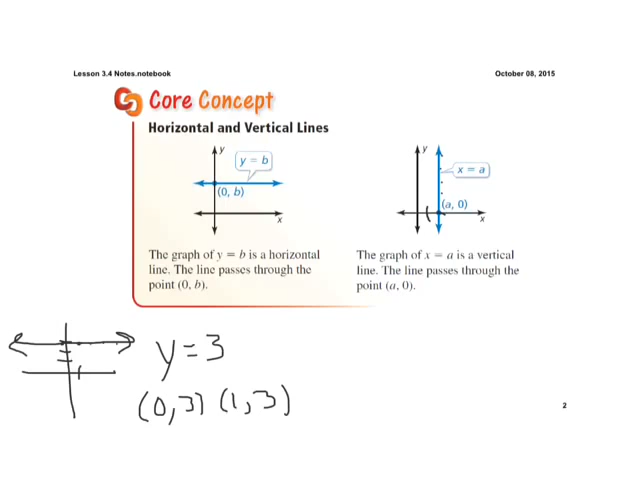 Lesson 3.4 Notes.notebook October 08, 2015
Core Concept
Horizontal and Vertical Lines
y
y = b
(0, b)
x
The graph of y = b is a horizontal
line. The line passes through the
point (0, b).
y
x = a
(a, 0)
x
The graph of x = a is a vertical
line. The line passes through the
point (a, 0).
y = 3
(0,3) (1,3)
2